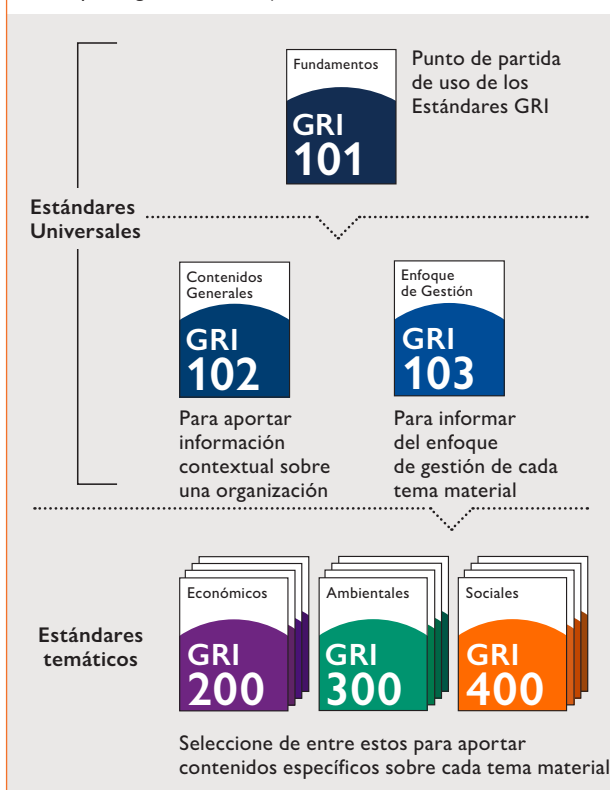 Fundamentos
GRI
101
Punto de partida
de uso de los
Estándares GRI
Estándares
Universales
Contenidos
Generales
GRI
102
Para aportar
información
contextual sobre
una organización
Enfoque
de Gestión
GRI
103
Para informar
del enfoque
de gestión de cada
tema material
Estándares
temáticos
Económicos
GRI
200
Ambientales
GRI
300
Sociales
GRI
400
Seleccione de entre estos para aportar
contenidos específicos sobre cada tema material